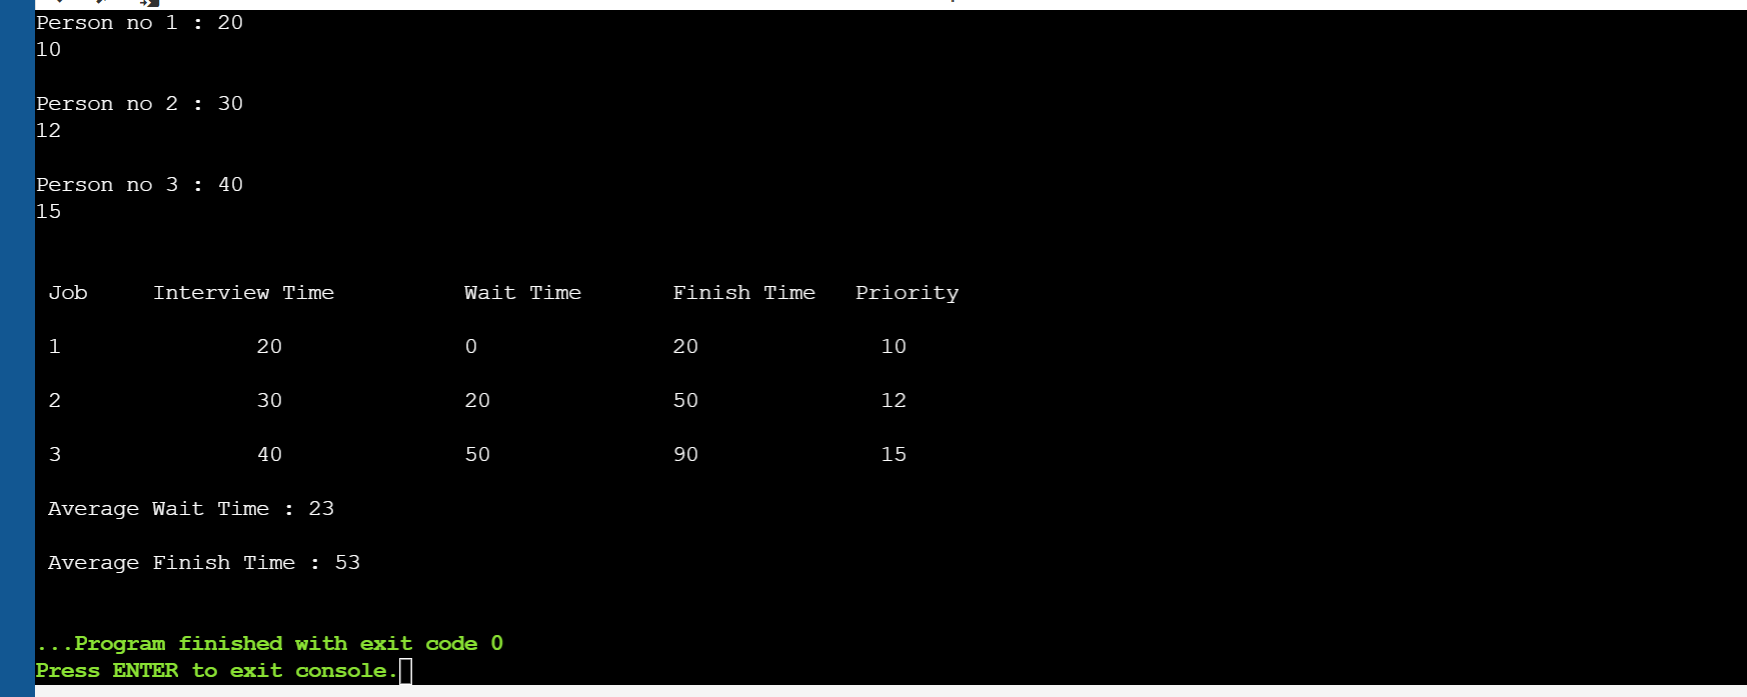 Person no 1 : 20
10
Person no 2 : 30
12
Person no 3 : 40
15
Job Interview Time Wait Time Finish Time Priority
1 20 0 20 10
2 30 20 50 12
3 40 50 90 15
Average Wait Time : 23
Average Finish Time : 53
...Program finished with exit code 0
Press ENTER to exit console.